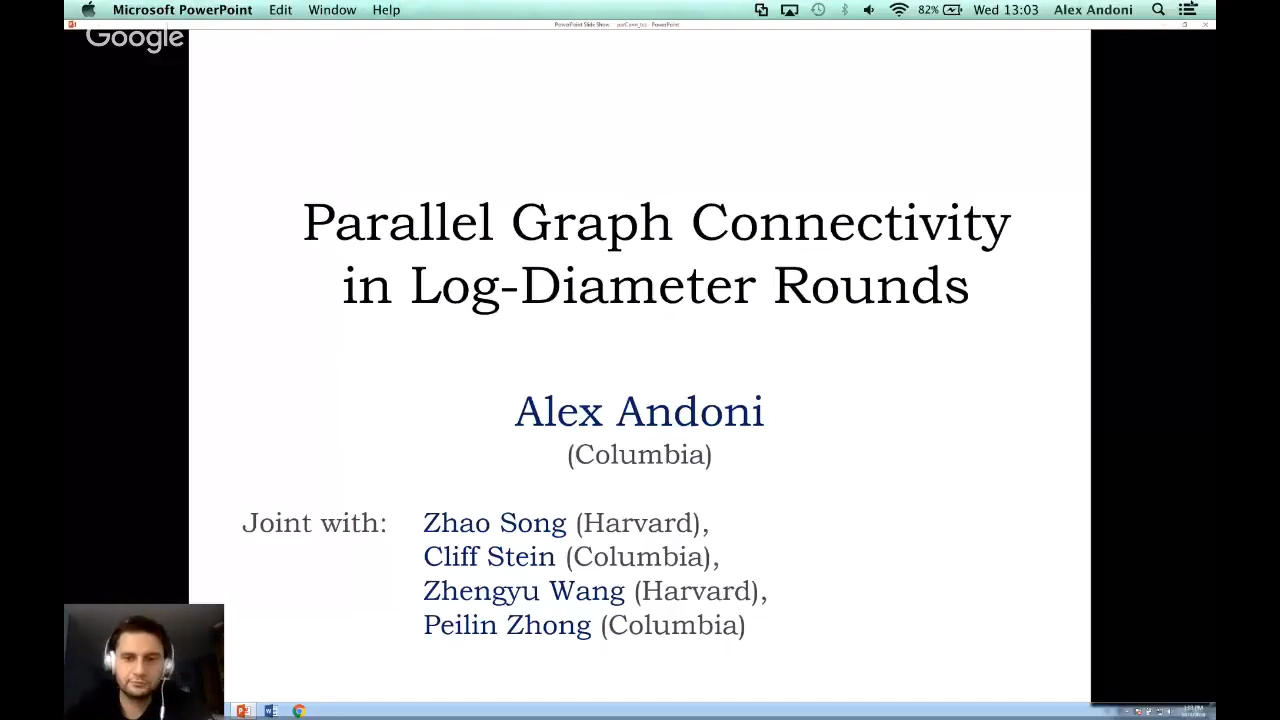 Microsoft PowerPoint Edit Window Help 82% Wed 13:03 Alex Andoni
Google
Parallel Graph Connectivity
in Log-Diameter Rounds
Alex Andoni
(Columbia)
Joint with: Zhao Song (Harvard),
Cliff Stein (Columbia),
Zhengyu Wang (Harvard),
Peilin Zhong (Columbia)